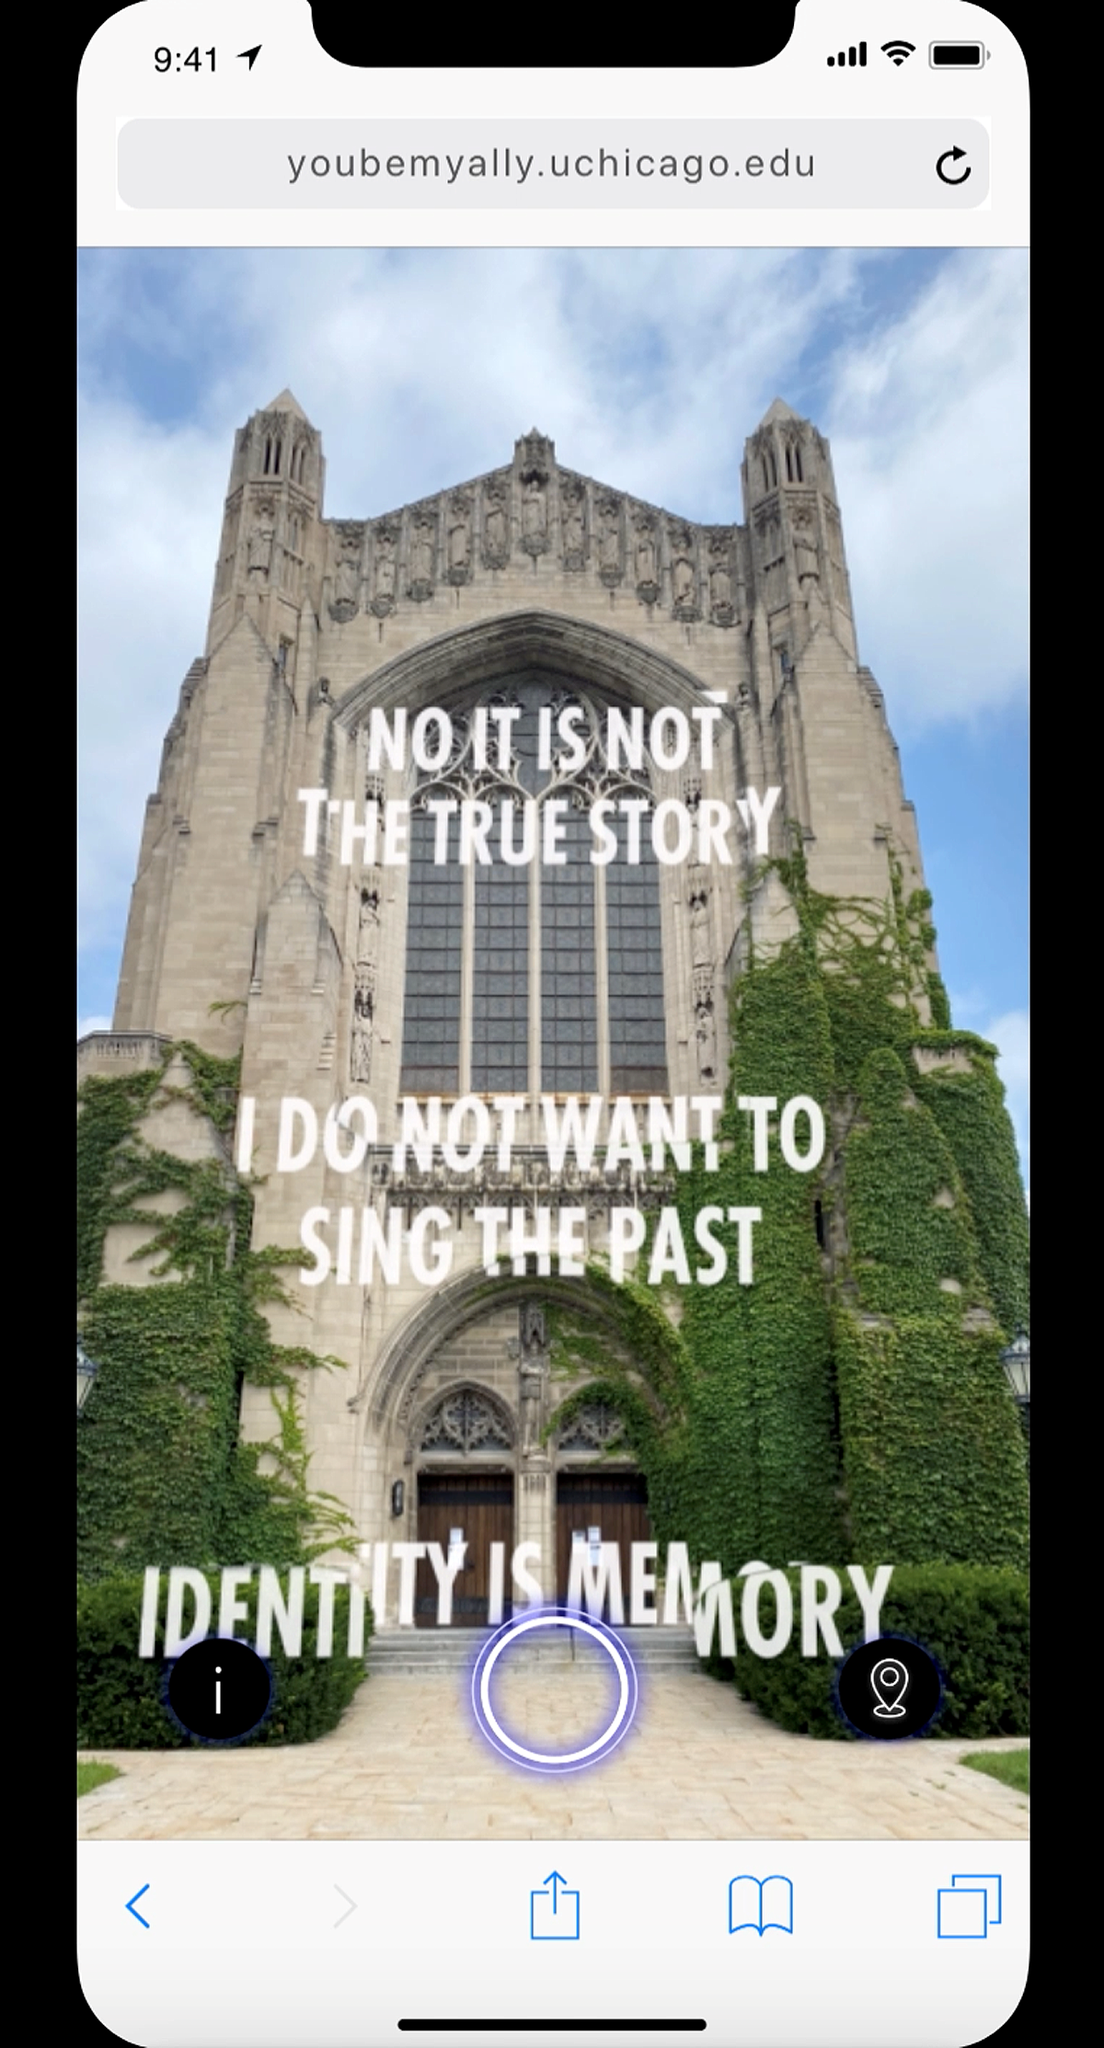 9:41
youbemyally.uchicago.edu
NO IT IS NOT
THE TRUE STORY
I DO NOT WANT TO
SING THE PAST
IDENTITY IS MEMORY
i